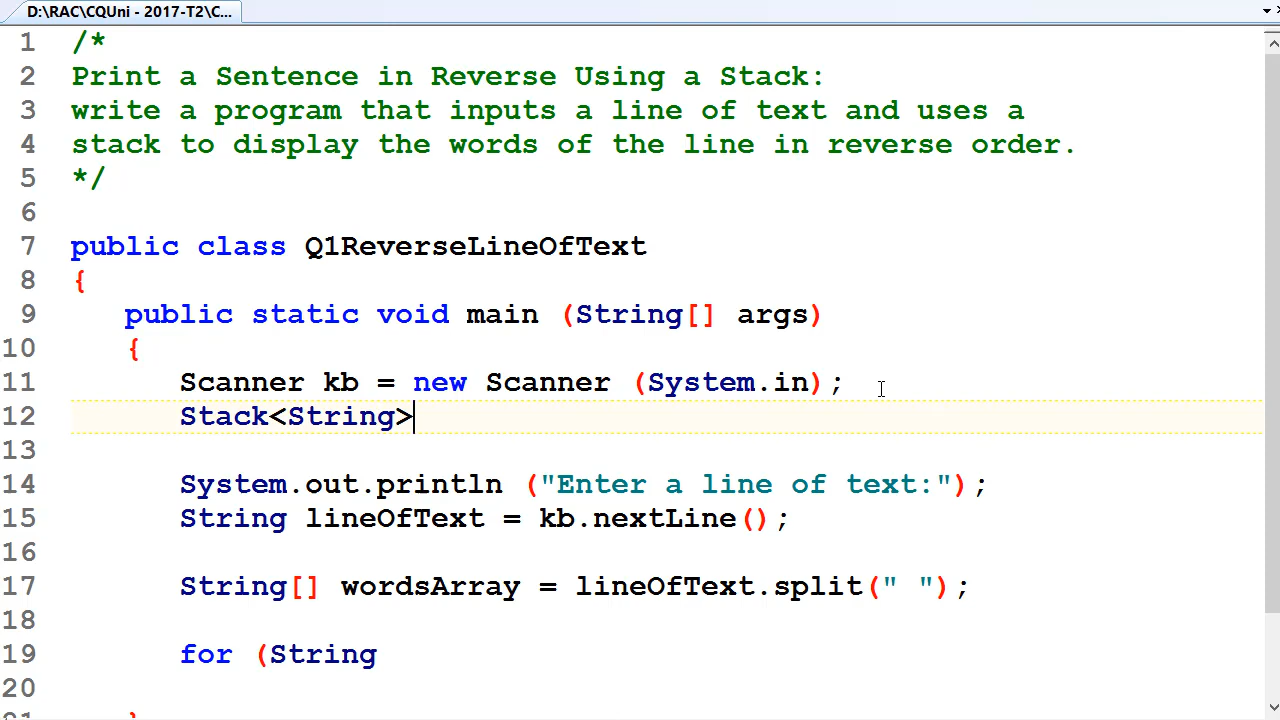 D:\RAC\CQUni - 2017-T2\C...
1 /*
2 Print a Sentence in Reverse Using a Stack:
3 write a program that inputs a line of text and uses a
4 stack to display the words of the line in reverse order.
5 */
6
7 public class Q1ReverseLineOfText
8 {
9 public static void main (String[] args)
10 {
11 Scanner kb = new Scanner (System.in);
12 Stack<String>
13
14 System.out.println ("Enter a line of text:");
15 String lineOfText = kb.nextLine();
16
17 String[] wordsArray = lineOfText.split(" ");
18
19 for (String
20
21 }